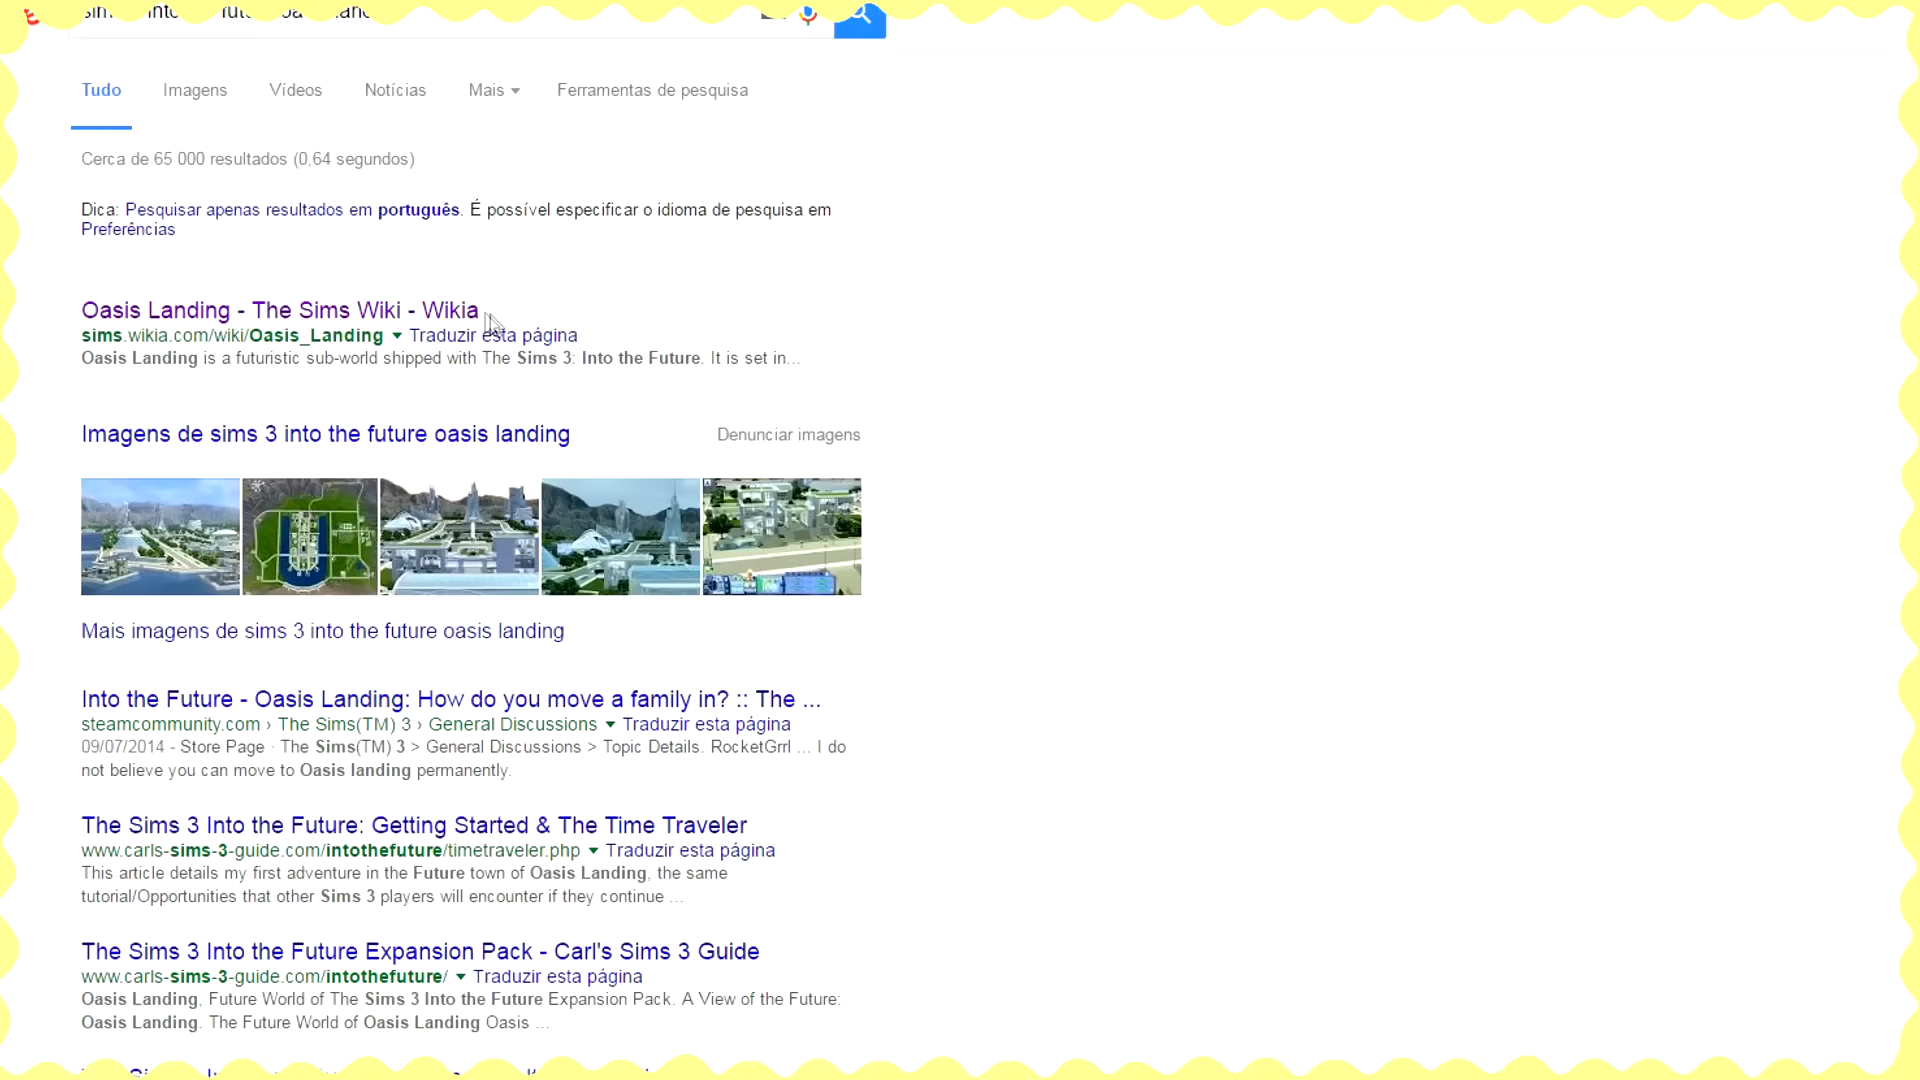 Tudo Imagens Vídeos Notícias Mais Ferramentas de pesquisa
Cerca de 65 000 resultados (0,64 segundos)
Dica: Pesquisar apenas resultados em português. É possível especificar o idioma de pesquisa em
Preferências
Oasis Landing - The Sims Wiki - Wikia
sims.wikia.com/wiki/Oasis_Landing Traduzir esta página
Oasis Landing is a futuristic sub-world shipped with The Sims 3: Into the Future. It is set in...
Imagens de sims 3 into the future oasis landing Denunciar imagens
Mais imagens de sims 3 into the future oasis landing
Into the Future - Oasis Landing: How do you move a family in? :: The ...
steamcommunity.com › The Sims(TM) 3 › General Discussions Traduzir esta página
09/07/2014 - Store Page · The Sims(TM) 3 > General Discussions > Topic Details. RocketGrrl ... I do
not believe you can move to Oasis landing permanently.
The Sims 3 Into the Future: Getting Started & The Time Traveler
www.carls-sims-3-guide.com/intothefuture/timetraveler.php Traduzir esta página
This article details my first adventure in the Future town of Oasis Landing, the same
tutorial/Opportunities that other Sims 3 players will encounter if they continue ...
The Sims 3 Into the Future Expansion Pack - Carl's Sims 3 Guide
www.carls-sims-3-guide.com/intothefuture/ Traduzir esta página
Oasis Landing, Future World of The Sims 3 Into the Future Expansion Pack. A View of the Future:
Oasis Landing. The Future World of Oasis Landing Oasis ...